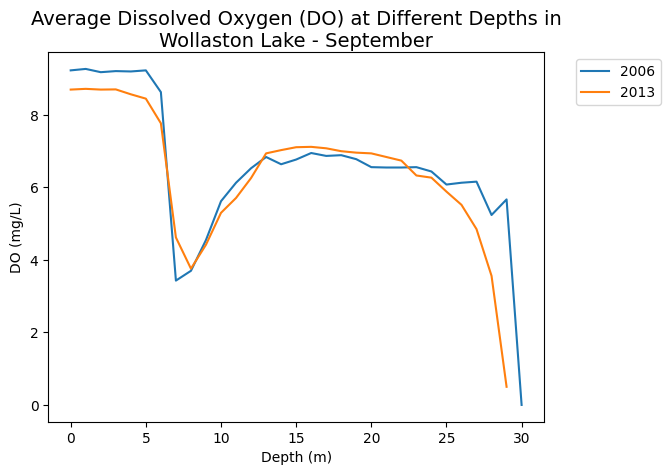 Average Dissolved Oxygen (DO) at Different Depths in
Wollaston Lake - September
2006
2013
8
6
4
2
0
DO (mg/L)
0 5 10 15 20 25 30
Depth (m)